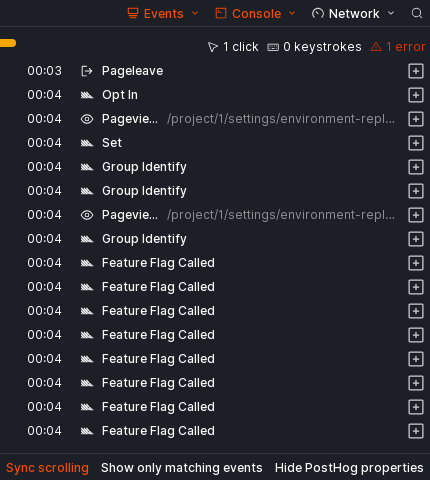 Events Console Network
1 click 0 keystrokes 1 error
00:03 Pageleave
00:04 Opt In
00:04 Pagevie... /project/1/settings/environment-repl...
00:04 Set
00:04 Group Identify
00:04 Group Identify
00:04 Pagevie... /project/1/settings/environment-repl...
00:04 Group Identify
00:04 Feature Flag Called
00:04 Feature Flag Called
00:04 Feature Flag Called
00:04 Feature Flag Called
00:04 Feature Flag Called
00:04 Feature Flag Called
00:04 Feature Flag Called
00:04 Feature Flag Called
Sync scrolling Show only matching events Hide PostHog properties